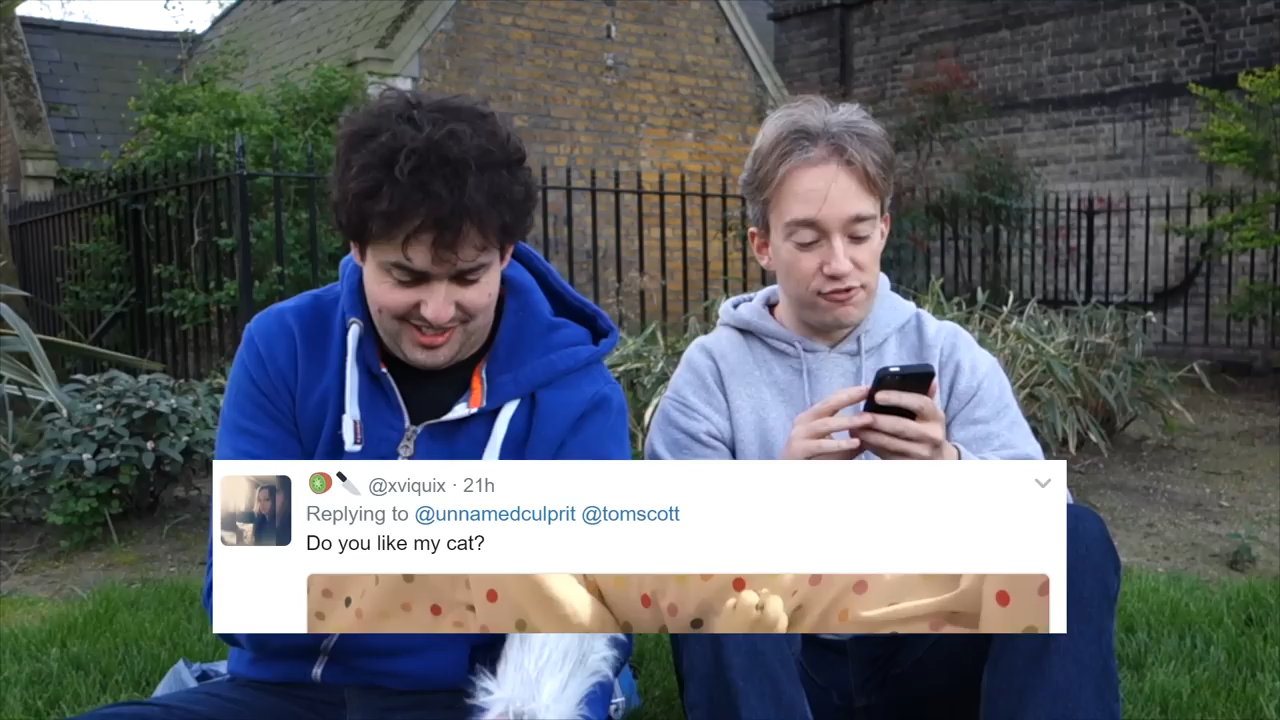 @xviquix · 21h
Replying to @unnamedculprit @tomscott
Do you like my cat?